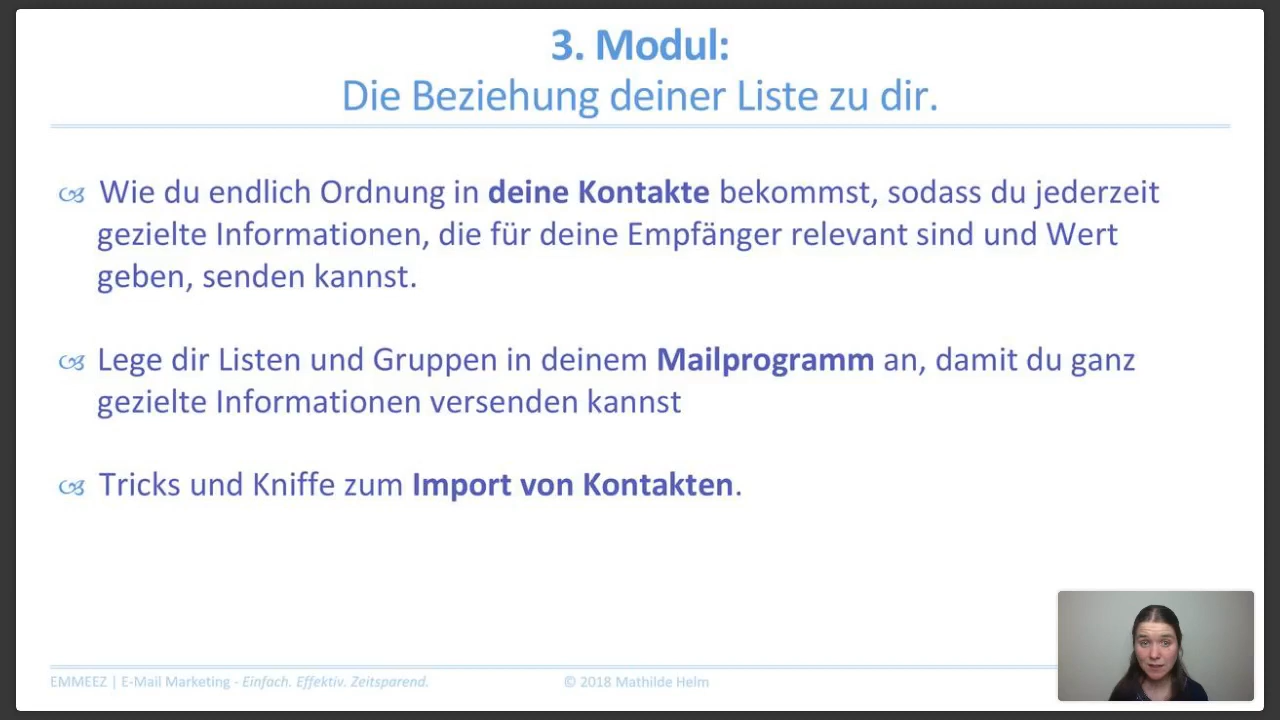 3. Modul:
Die Beziehung deiner Liste zu dir.
Wie du endlich Ordnung in deine Kontakte bekommst, sodass du jederzeit
gezielte Informationen, die für deine Empfänger relevant sind und Wert
geben, senden kannst.
Lege dir Listen und Gruppen in deinem Mailprogramm an, damit du ganz
gezielte Informationen versenden kannst
Tricks und Kniffe zum Import von Kontakten.
EMMEEZ | E-Mail Marketing - Einfach. Effektiv. Zeitsparend.
© 2018 Mathilde Helm